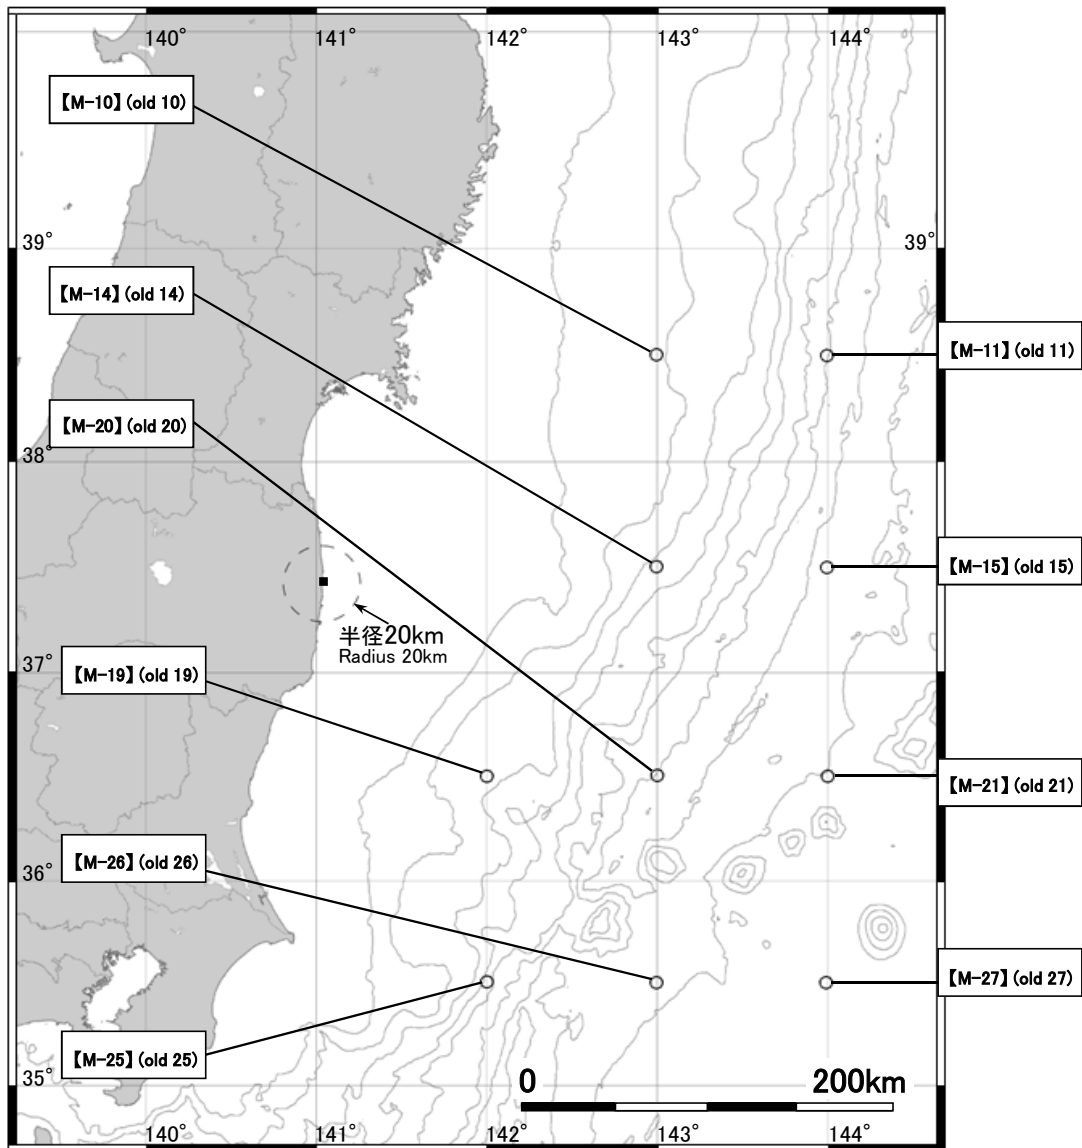 140° 141° 142° 143° 144°
【M-10】(old 10)
39° 39°
【M-14】(old 14)
【M-11】(old 11)
【M-20】(old 20)
38°
【M-15】(old 15)
半径20km
Radius 20km
37°
【M-19】(old 19)
【M-21】(old 21)
36°
【M-26】(old 26)
【M-27】(old 27)
【M-25】(old 25)
35°
0 200km
140° 141° 142° 143° 144°